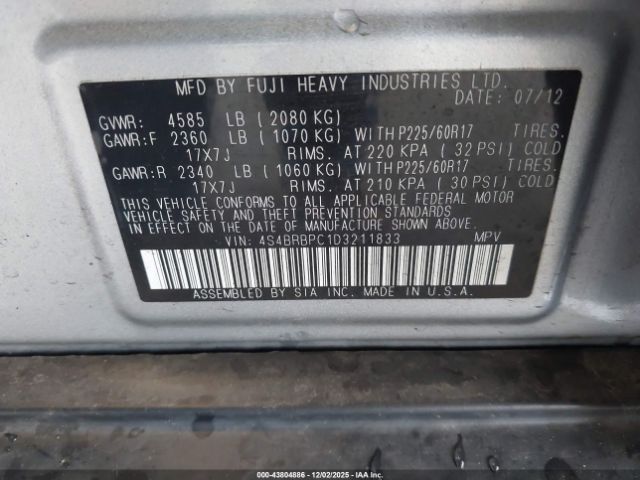 MFD BY FUJI HEAVY INDUSTRIES LTD.
DATE: 07/12
GVWR: 4585 LB (2080 KG)
GAWR:F 2360 LB (1070 KG) WITH P225/60R17 TIRES.
17X7J RIMS. AT 220 KPA (32 PSI) COLD
GAWR:R 2340 LB (1060 KG) WITH P225/60R17 TIRES.
17X7J RIMS. AT 210 KPA (30 PSI) COLD
THIS VEHICLE CONFORMS TO ALL APPLICABLE FEDERAL MOTOR
VEHICLE SAFETY AND THEFT PREVENTION STANDARDS IN EFFECT
ON THE DATE OF MANUFACTURE SHOWN ABOVE.
VIN: 4S4BRBPC1D3211833 MPV
ASSEMBLED BY SIA INC. MADE IN U.S.A.
00-43804886 - 12/02/2025 - IAA Inc.